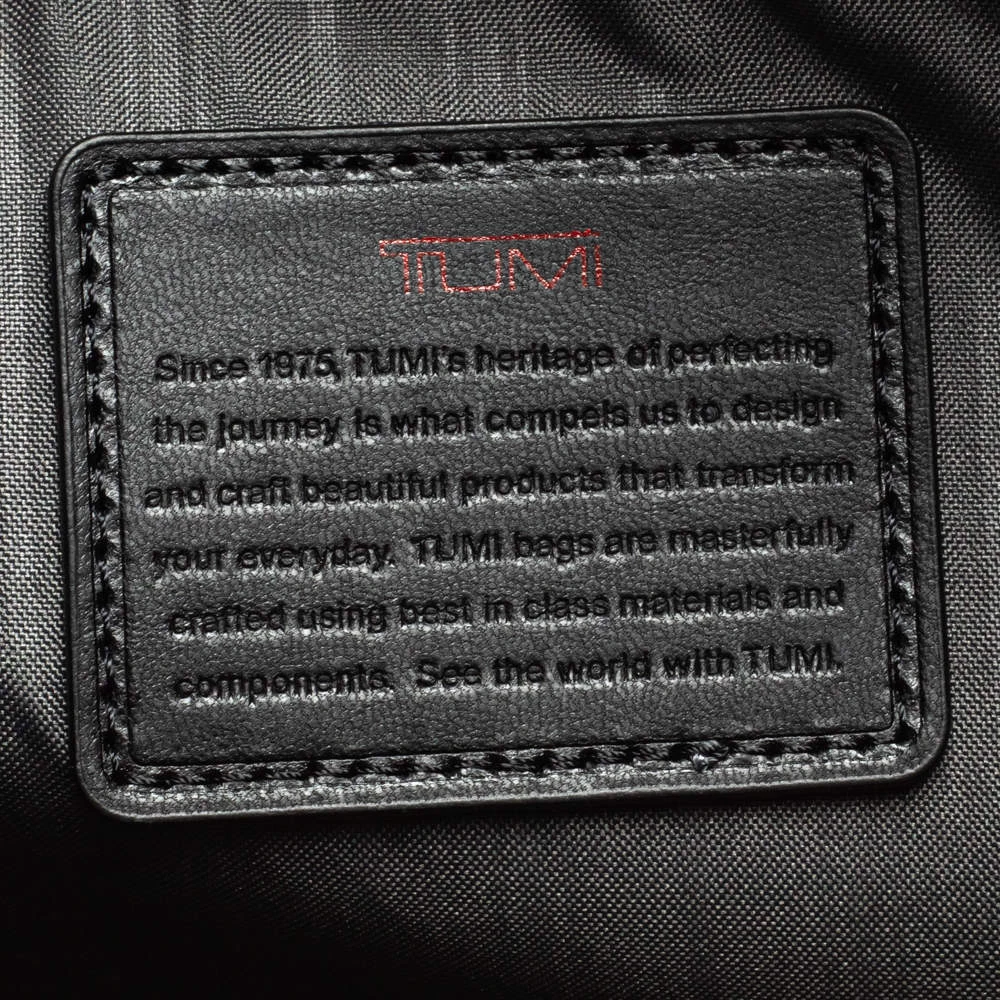 TUMI
Since 1975, TUMI's heritage of perfecting
the journey is what compels us to design
and craft beautiful products that transform
your everyday. TUMI bags are masterfully
crafted using best in class materials and
components. See the world with TUMI.